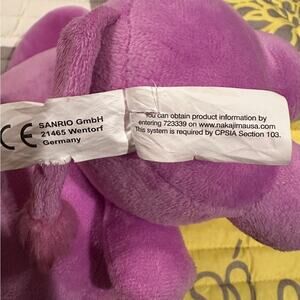 CE SANRIO GmbH
21465 Wentorf
Germany
You can obtain product information by
entering 723339 on www.nakajimausa.com.
This system is required by CPSIA Section 103.